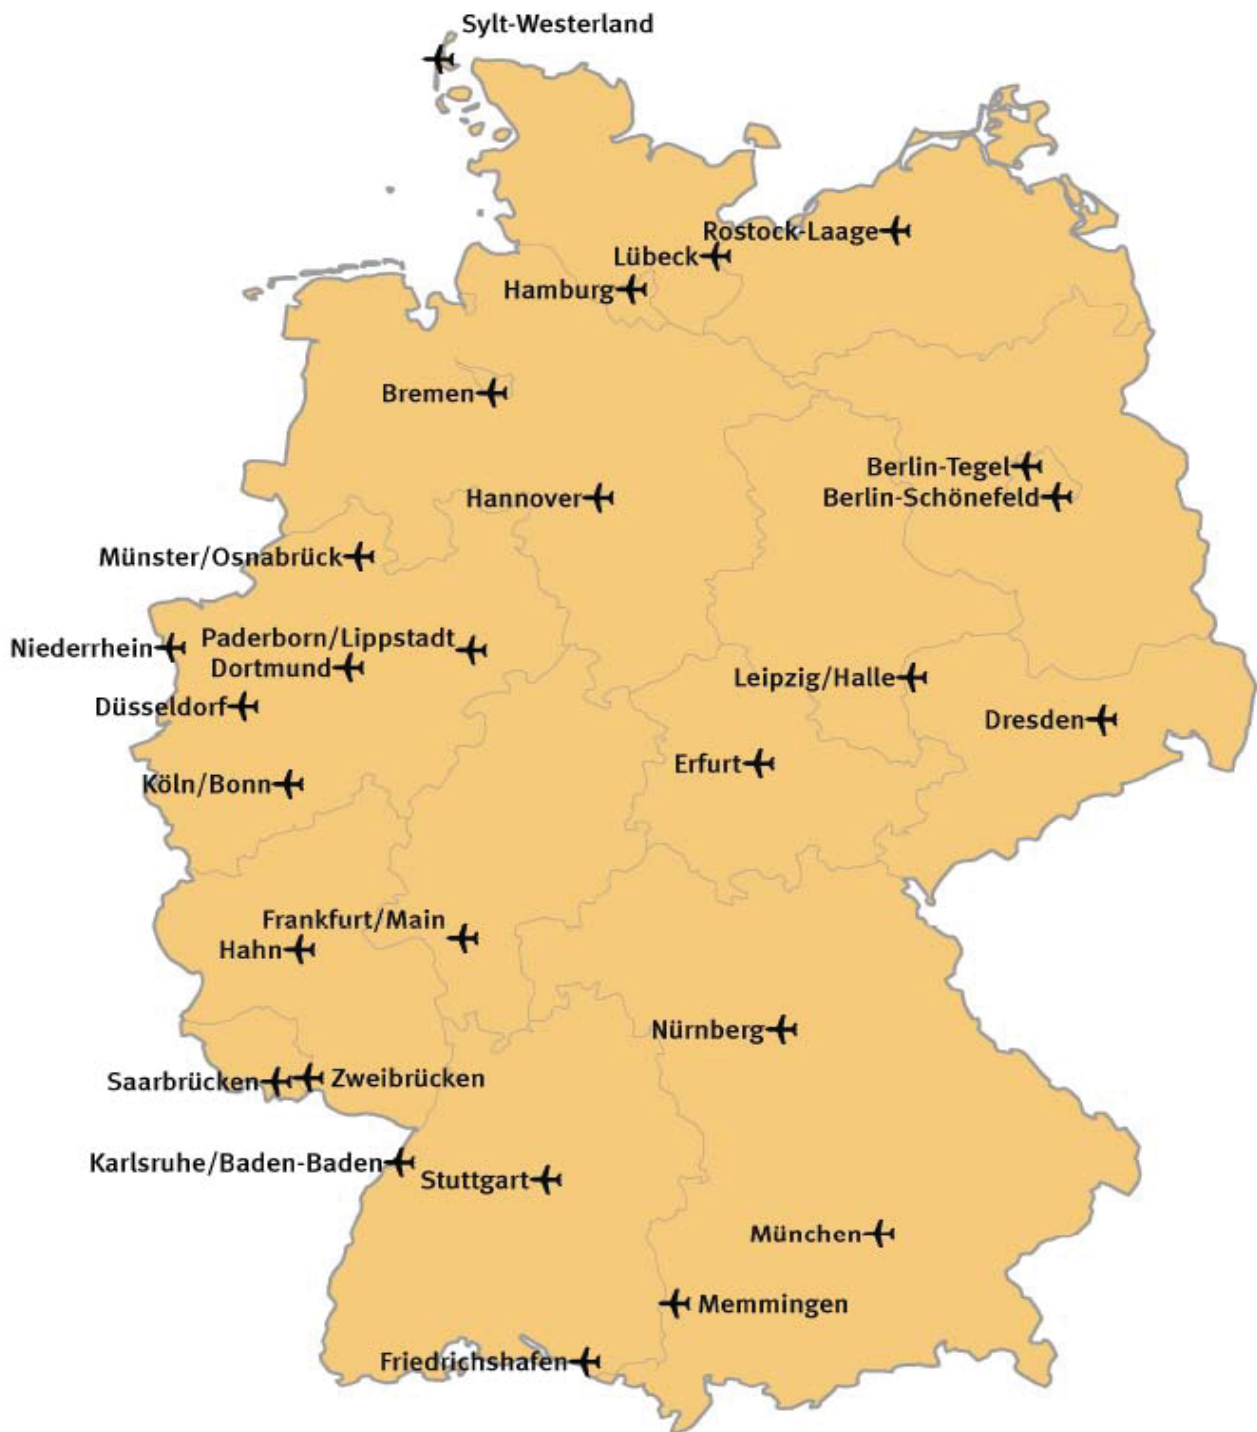 Sylt-Westerland
Rostock-Laage
Lübeck
Hamburg
Bremen
Berlin-Tegel
Hannover
Berlin-Schönefeld
Münster/Osnabrück
Paderborn/Lippstadt
Niederrhein
Dortmund
Leipzig/Halle
Düsseldorf
Dresden
Erfurt
Köln/Bonn
Frankfurt/Main
Hahn
Nürnberg
Saarbrücken
Zweibrücken
Karlsruhe/Baden-Baden
Stuttgart
München
Memmingen
Friedrichshafen